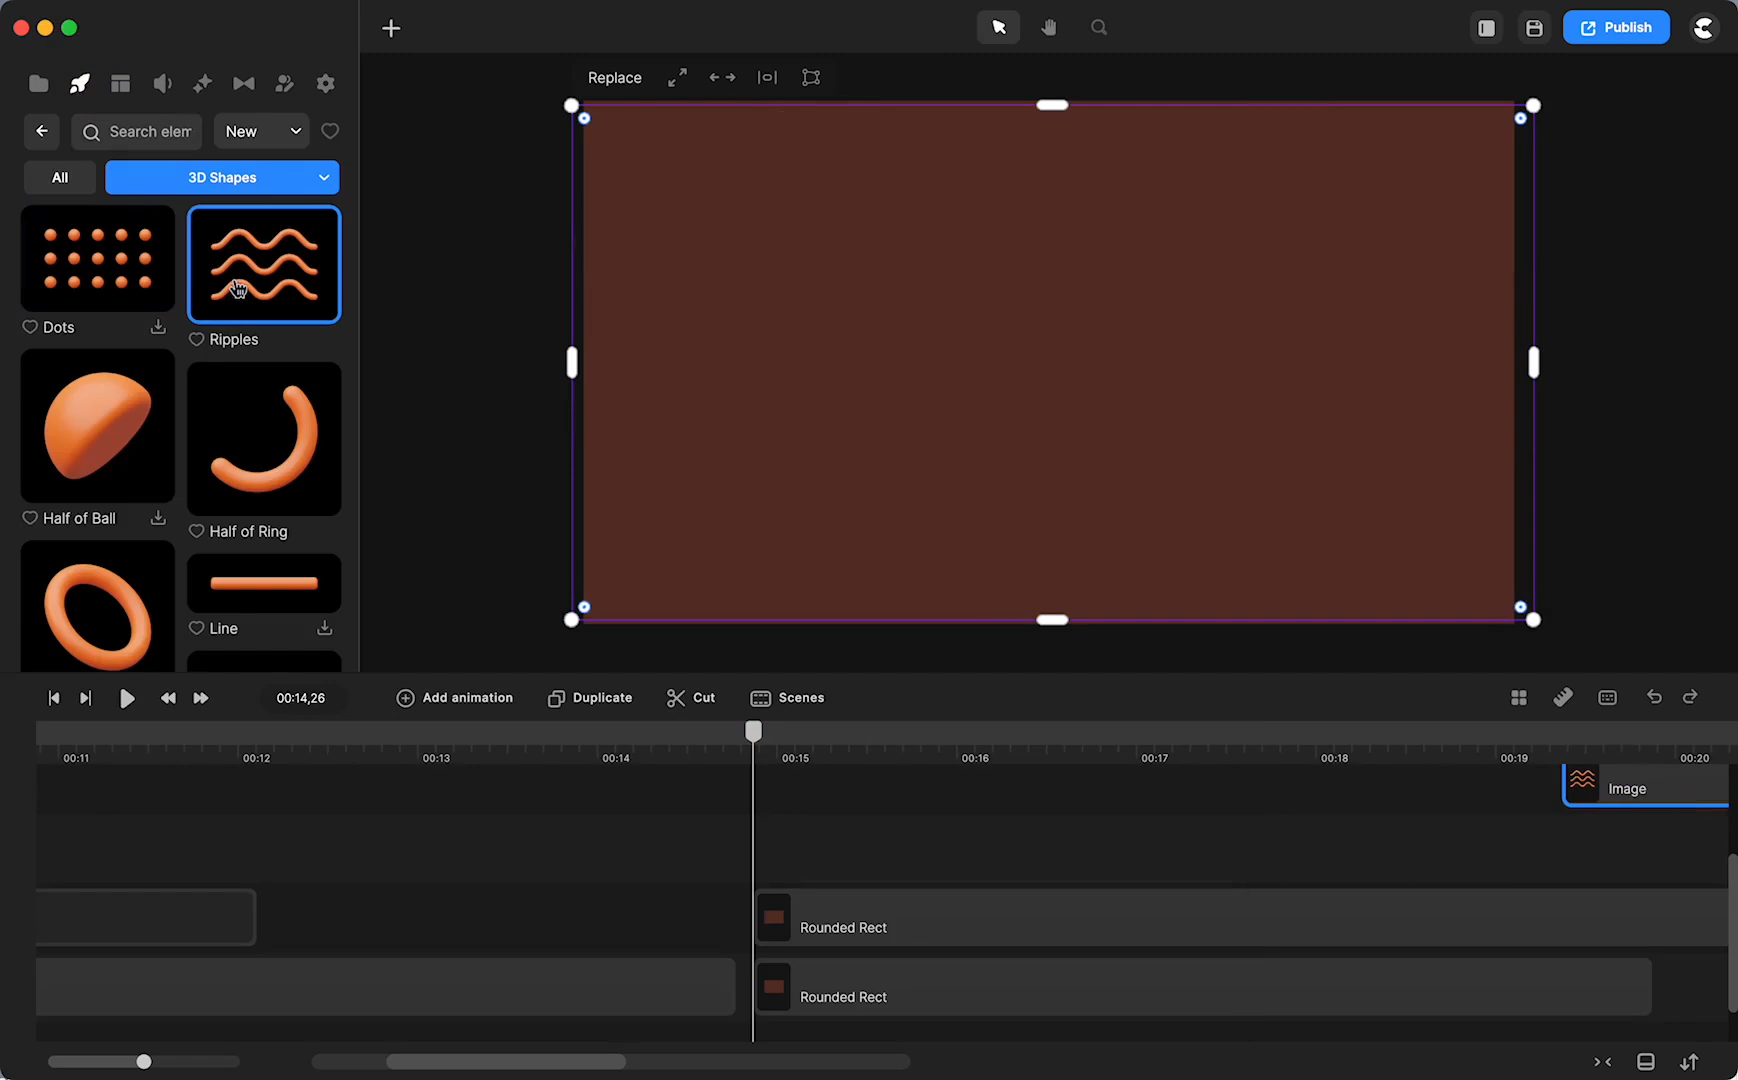 Publish
Replace
Search elem
New
All
3D Shapes
Dots
Ripples
Half of Ball
Half of Ring
Line
00:14,26
Add animation
Duplicate
Cut
Scenes
00:11
00:12
00:13
00:14
00:15
00:16
00:17
00:18
00:19
00:20
Image
Rounded Rect
Rounded Rect